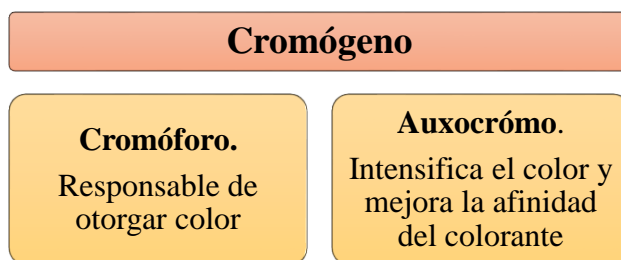 Cromógeno
Cromóforo.
Responsable de
otorgar color
Auxocrómo.
Intensifica el color y
mejora la afinidad
del colorante